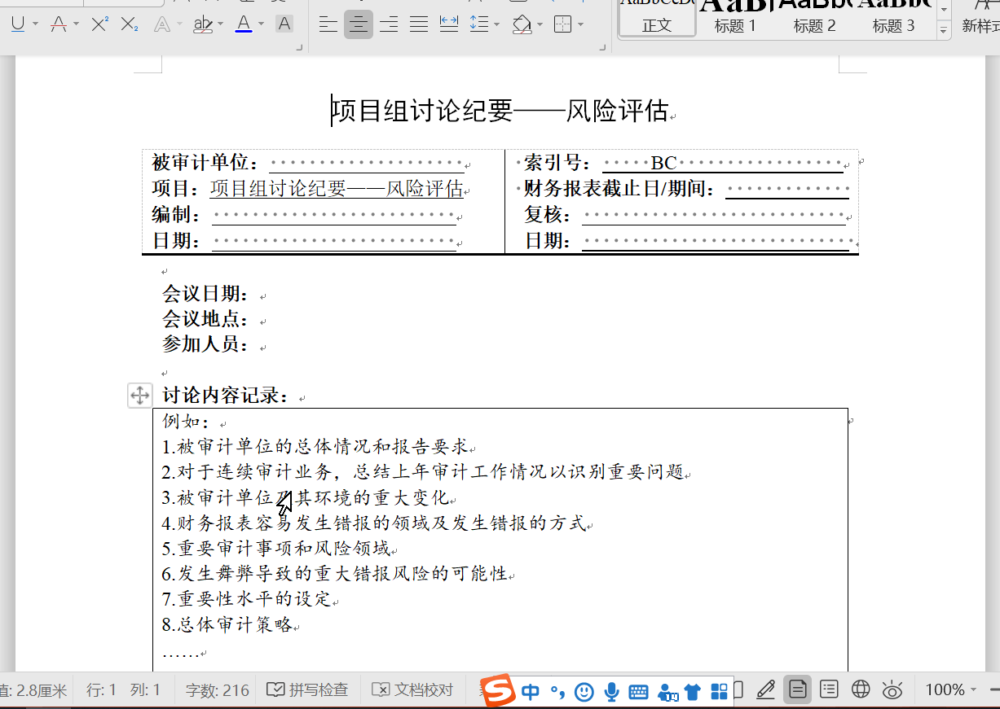 U A X² X₂ A ab A A
AaBbCcDc AaBl AaBb( AaBb(
正文 标题 1 标题 2 标题 3 新样式
项目组讨论纪要——风险评估
被审计单位： 索引号： BC
项目：项目组讨论纪要——风险评估 财务报表截止日/期间：
编制： 复核：
日期： 日期：
会议日期：
会议地点：
参加人员：
讨论内容记录：
例如：
1.被审计单位的总体情况和报告要求
2.对于连续审计业务，总结上年审计工作情况以识别重要问题
3.被审计单位及其环境的重大变化
4.财务报表容易发生错报的领域及发生错报的方式
5.重要审计事项和风险领域
6.发生舞弊导致的重大错报风险的可能性
7.重要性水平的设定
8.总体审计策略
……
值: 2.8厘米 行: 1 列: 1 字数: 216 拼写检查 文档校对 中 100%